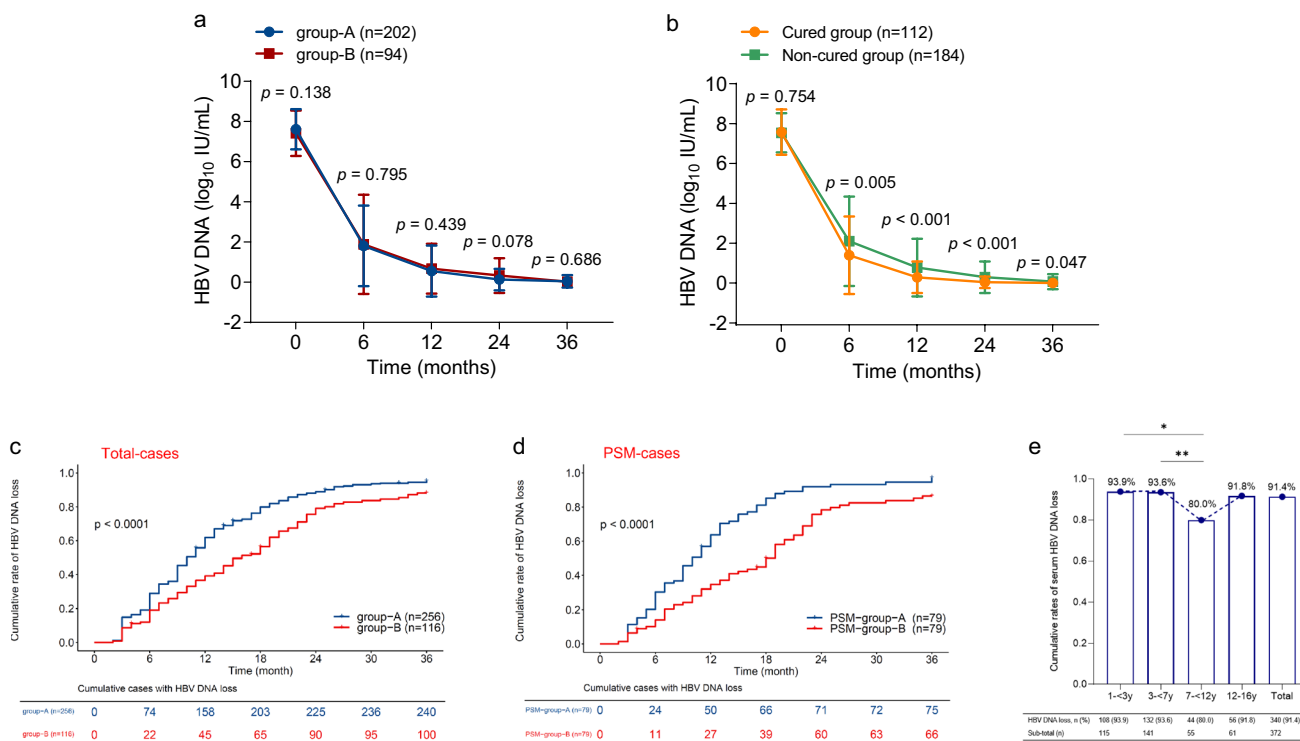 a
group-A (n=202)
group-B (n=94)
HBV DNA (log10 IU/mL)
10
8
6
4
2
0
-2
p = 0.138
p = 0.795
p = 0.439
p = 0.078
p = 0.686
0 6 12 24 36
Time (months)
b
Cured group (n=112)
Non-cured group (n=184)
HBV DNA (log10 IU/mL)
10
8
6
4
2
0
-2
p = 0.754
p = 0.005
p < 0.001
p < 0.001
p = 0.047
0 6 12 24 36
Time (months)
c
Total-cases
Cumulative rate of HBV DNA loss
1.0
0.8
0.6
0.4
0.2
0.0
p < 0.0001
group-A (n=256)
group-B (n=116)
0 6 12 18 24 30 36
Time (month)
Cumulative cases with HBV DNA loss
group-A (n=256) 0 74 158 203 225 236 240
group-B (n=116) 0 22 45 65 90 95 100
d
PSM-cases
Cumulative rate of HBV DNA loss
1.0
0.8
0.6
0.4
0.2
0.0
p < 0.0001
PSM-group-A (n=79)
PSM-group-B (n=79)
0 6 12 18 24 30 36
Time (month)
Cumulative cases with HBV DNA loss
PSM-group-A (n=79) 0 24 50 66 71 72 75
PSM-group-B (n=79) 0 11 27 39 60 63 66
e
*
**
Cumulative rates of serum HBV DNA loss
1.0
0.8
0.6
0.4
0.2
0.0
93.9% 93.6% 80.0% 91.8% 91.4%
1-<3y 3-<7y 7-<12y 12-16y Total
HBV DNA loss, n (%) 108 (93.9) 132 (93.6) 44 (80.0) 56 (91.8) 340 (91.4)
Sub-total (n) 115 141 55 61 372